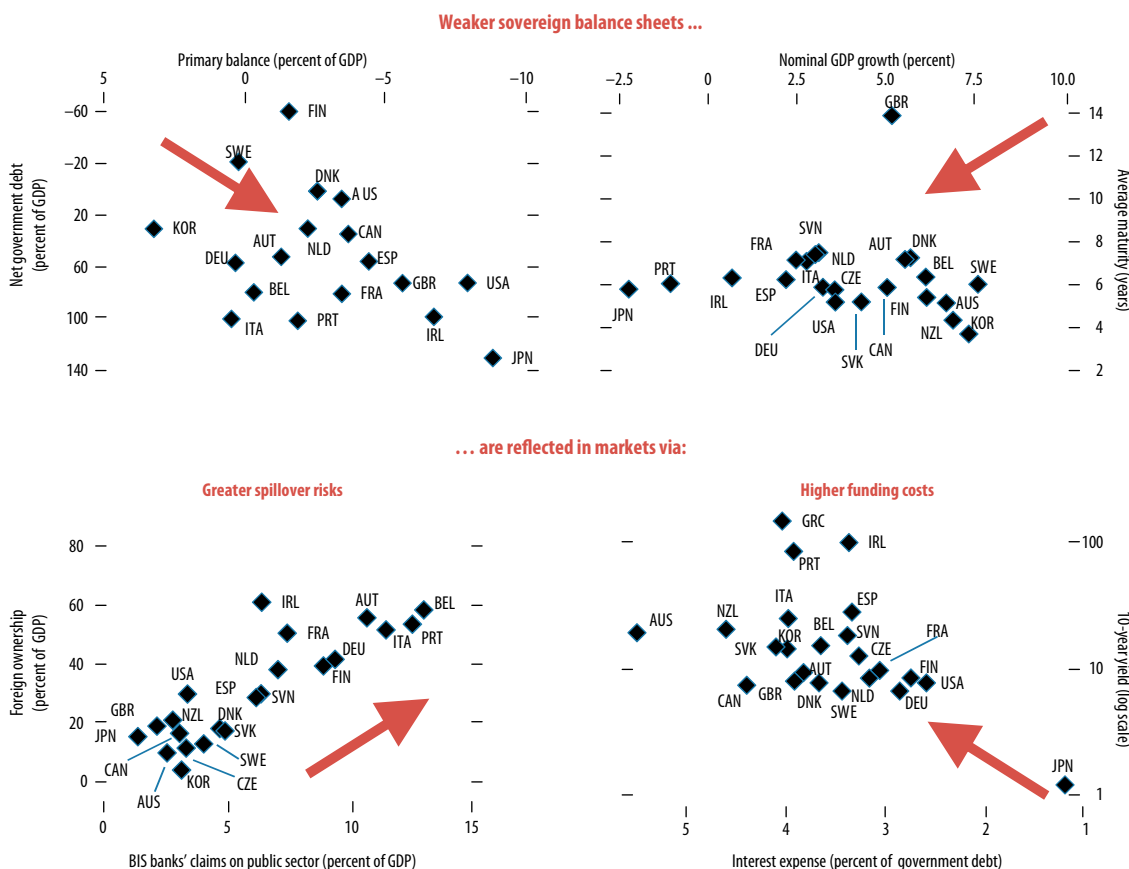 Weaker sovereign balance sheets ...
Primary balance (percent of GDP)
5
0
−5
−10
Net government debt
(percent of GDP)
−60
−20
20
60
100
140
FIN
SWE
DNK
A US
KOR
NLD
CAN
AUT
DEU
ESP
BEL
FRA
GBR
USA
ITA
PRT
IRL
JPN
Nominal GDP growth (percent)
−2.5
0
2.5
5.0
7.5
10.0
Average maturity (years)
14
12
10
8
6
4
2
GBR
SVN
FRA
NLD
AUT
DNK
PRT
ITA
CZE
BEL
SWE
JPN
IRL
ESP
DEU
USA
SVK
CAN
FIN
AUS
NZL
KOR
... are reflected in markets via:
Greater spillover risks
Foreign ownership
(percent of GDP)
80
60
40
20
0
IRL
AUT
BEL
FRA
ITA
PRT
NLD
DEU
FIN
USA
ESP
SVN
GBR
NZL
DNK
SVK
JPN
CAN
SWE
AUS
KOR
CZE
0
5
10
15
BIS banks’ claims on public sector (percent of GDP)
Higher funding costs
GRC
IRL
PRT
100
ITA
ESP
AUS
NZL
BEL
SVN
FRA
SVK
KOR
CZE
AUT
FIN
10
CAN
GBR
DNK
SWE
NLD
DEU
USA
JPN
1
10-year yield (log scale)
5
4
3
2
1
Interest expense (percent of government debt)